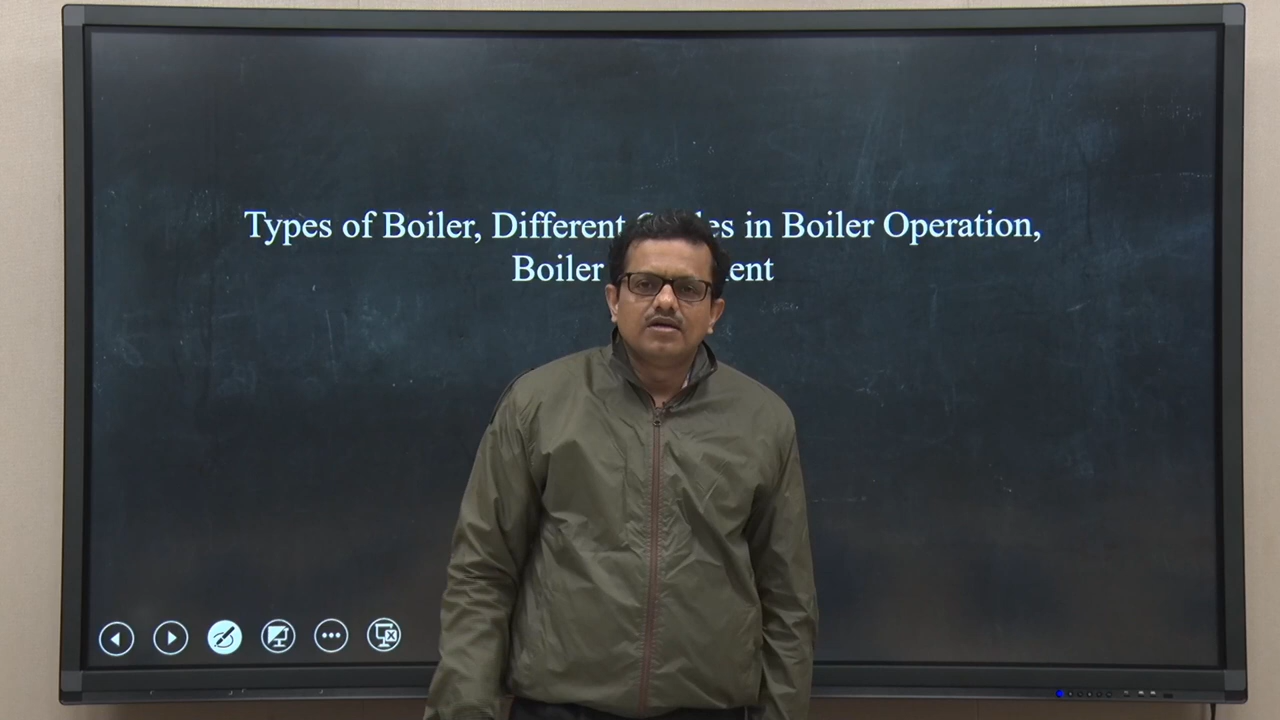 Types of Boiler, Different in Boiler Operation,
Boiler